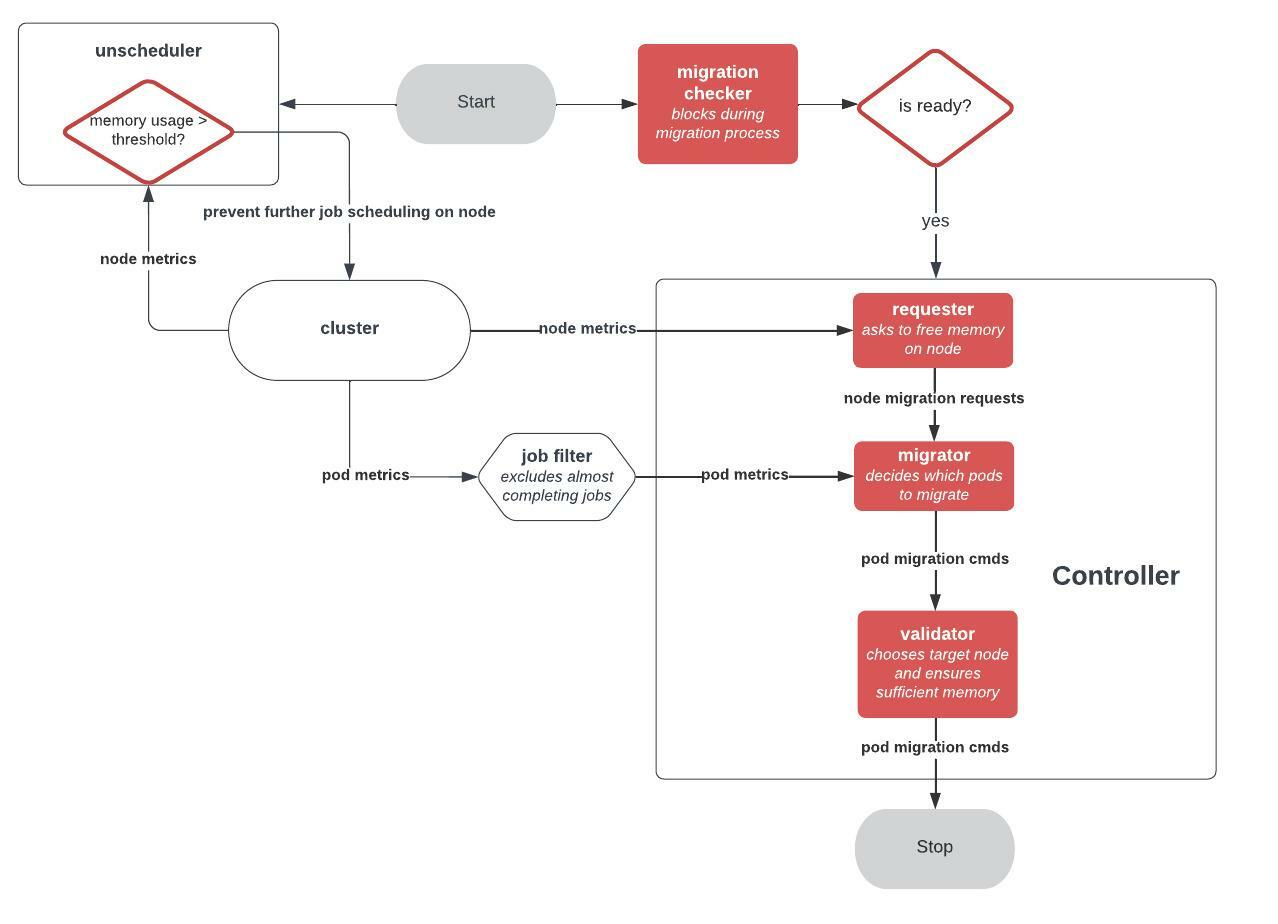 unscheduler
memory usage >
threshold?
Start
migration
checker
blocks during
migration process
is ready?
prevent further job scheduling on node
yes
node metrics
cluster
node metrics
requester
asks to free memory
on node
node migration requests
job filter
excludes almost
completing jobs
pod metrics
pod metrics
migrator
decides which pods
to migrate
pod migration cmds
Controller
validator
chooses target node
and ensures
sufficient memory
pod migration cmds
Stop